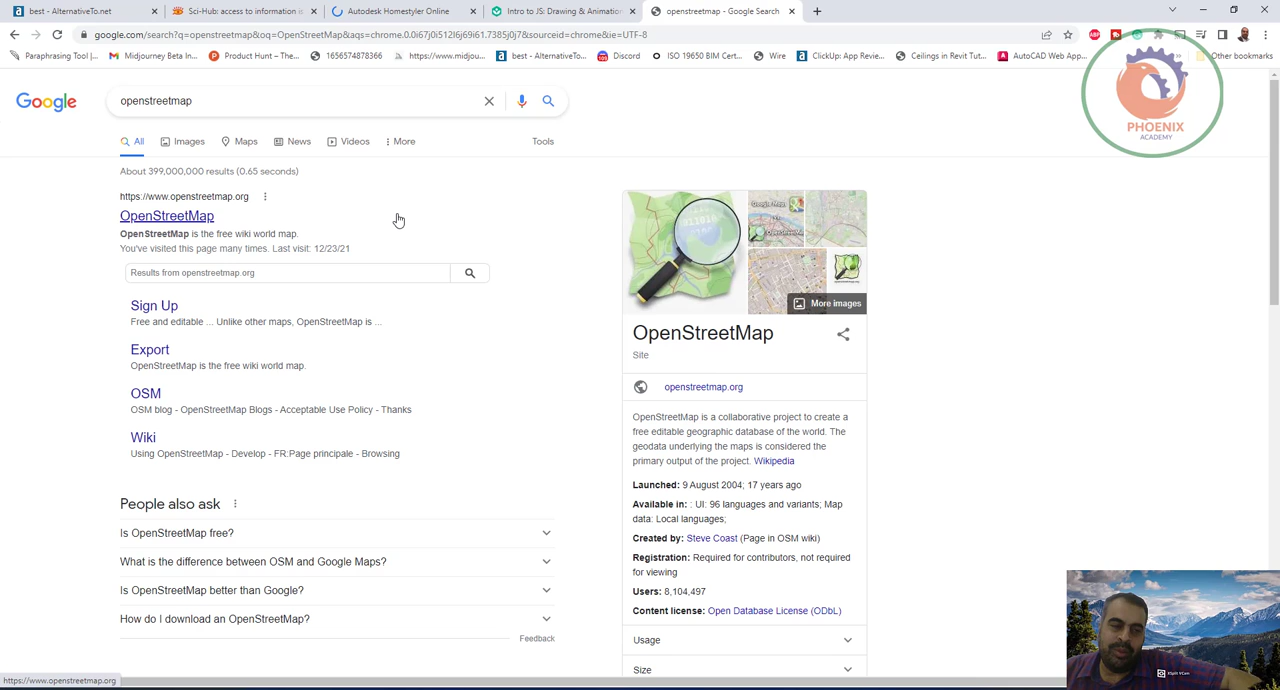 best - AlternativeTo.net
Sci-Hub: access to information is
Autodesk Homestyler Online
Intro to JS: Drawing & Animation
openstreetmap - Google Search
google.com/search?q=openstreetmap&oq=OpenStreetMap&aqs=chrome.0.0i67j0i512l6j69i61.7385j0j7&sourceid=chrome&ie=UTF-8
Paraphrasing Tool |...
Midjourney Beta In...
Product Hunt – The...
1656574878366
https://www.midjou...
best - AlternativeTo...
Discord
ISO 19650 BIM Cert...
Wire
ClickUp: App Revie...
Ceilings in Revit Tut...
AutoCAD Web App...
Other bookmarks
Google
openstreetmap
PHOENIX
ACADEMY
All
Images
Maps
News
Videos
More
Tools
About 399,000,000 results (0.65 seconds)
https://www.openstreetmap.org
OpenStreetMap
OpenStreetMap is the free wiki world map.
You've visited this page many times. Last visit: 12/23/21
Results from openstreetmap.org
Sign Up
Free and editable ... Unlike other maps, OpenStreetMap is ...
Export
OpenStreetMap is the free wiki world map.
OSM
OSM blog - OpenStreetMap Blogs - Acceptable Use Policy - Thanks
Wiki
Using OpenStreetMap - Develop - FR:Page principale - Browsing
People also ask
Is OpenStreetMap free?
What is the difference between OSM and Google Maps?
Is OpenStreetMap better than Google?
How do I download an OpenStreetMap?
Feedback
https://www.openstreetmap.org
More images
OpenStreetMap
Site
openstreetmap.org
OpenStreetMap is a collaborative project to create a
free editable geographic database of the world. The
geodata underlying the maps is considered the
primary output of the project. Wikipedia
Launched: 9 August 2004; 17 years ago
Available in: : UI: 96 languages and variants; Map
data: Local languages;
Created by: Steve Coast (Page in OSM wiki)
Registration: Required for contributors, not required
for viewing
Users: 8,104,497
Content license: Open Database License (ODbL)
Usage
Size
XSplit VCam